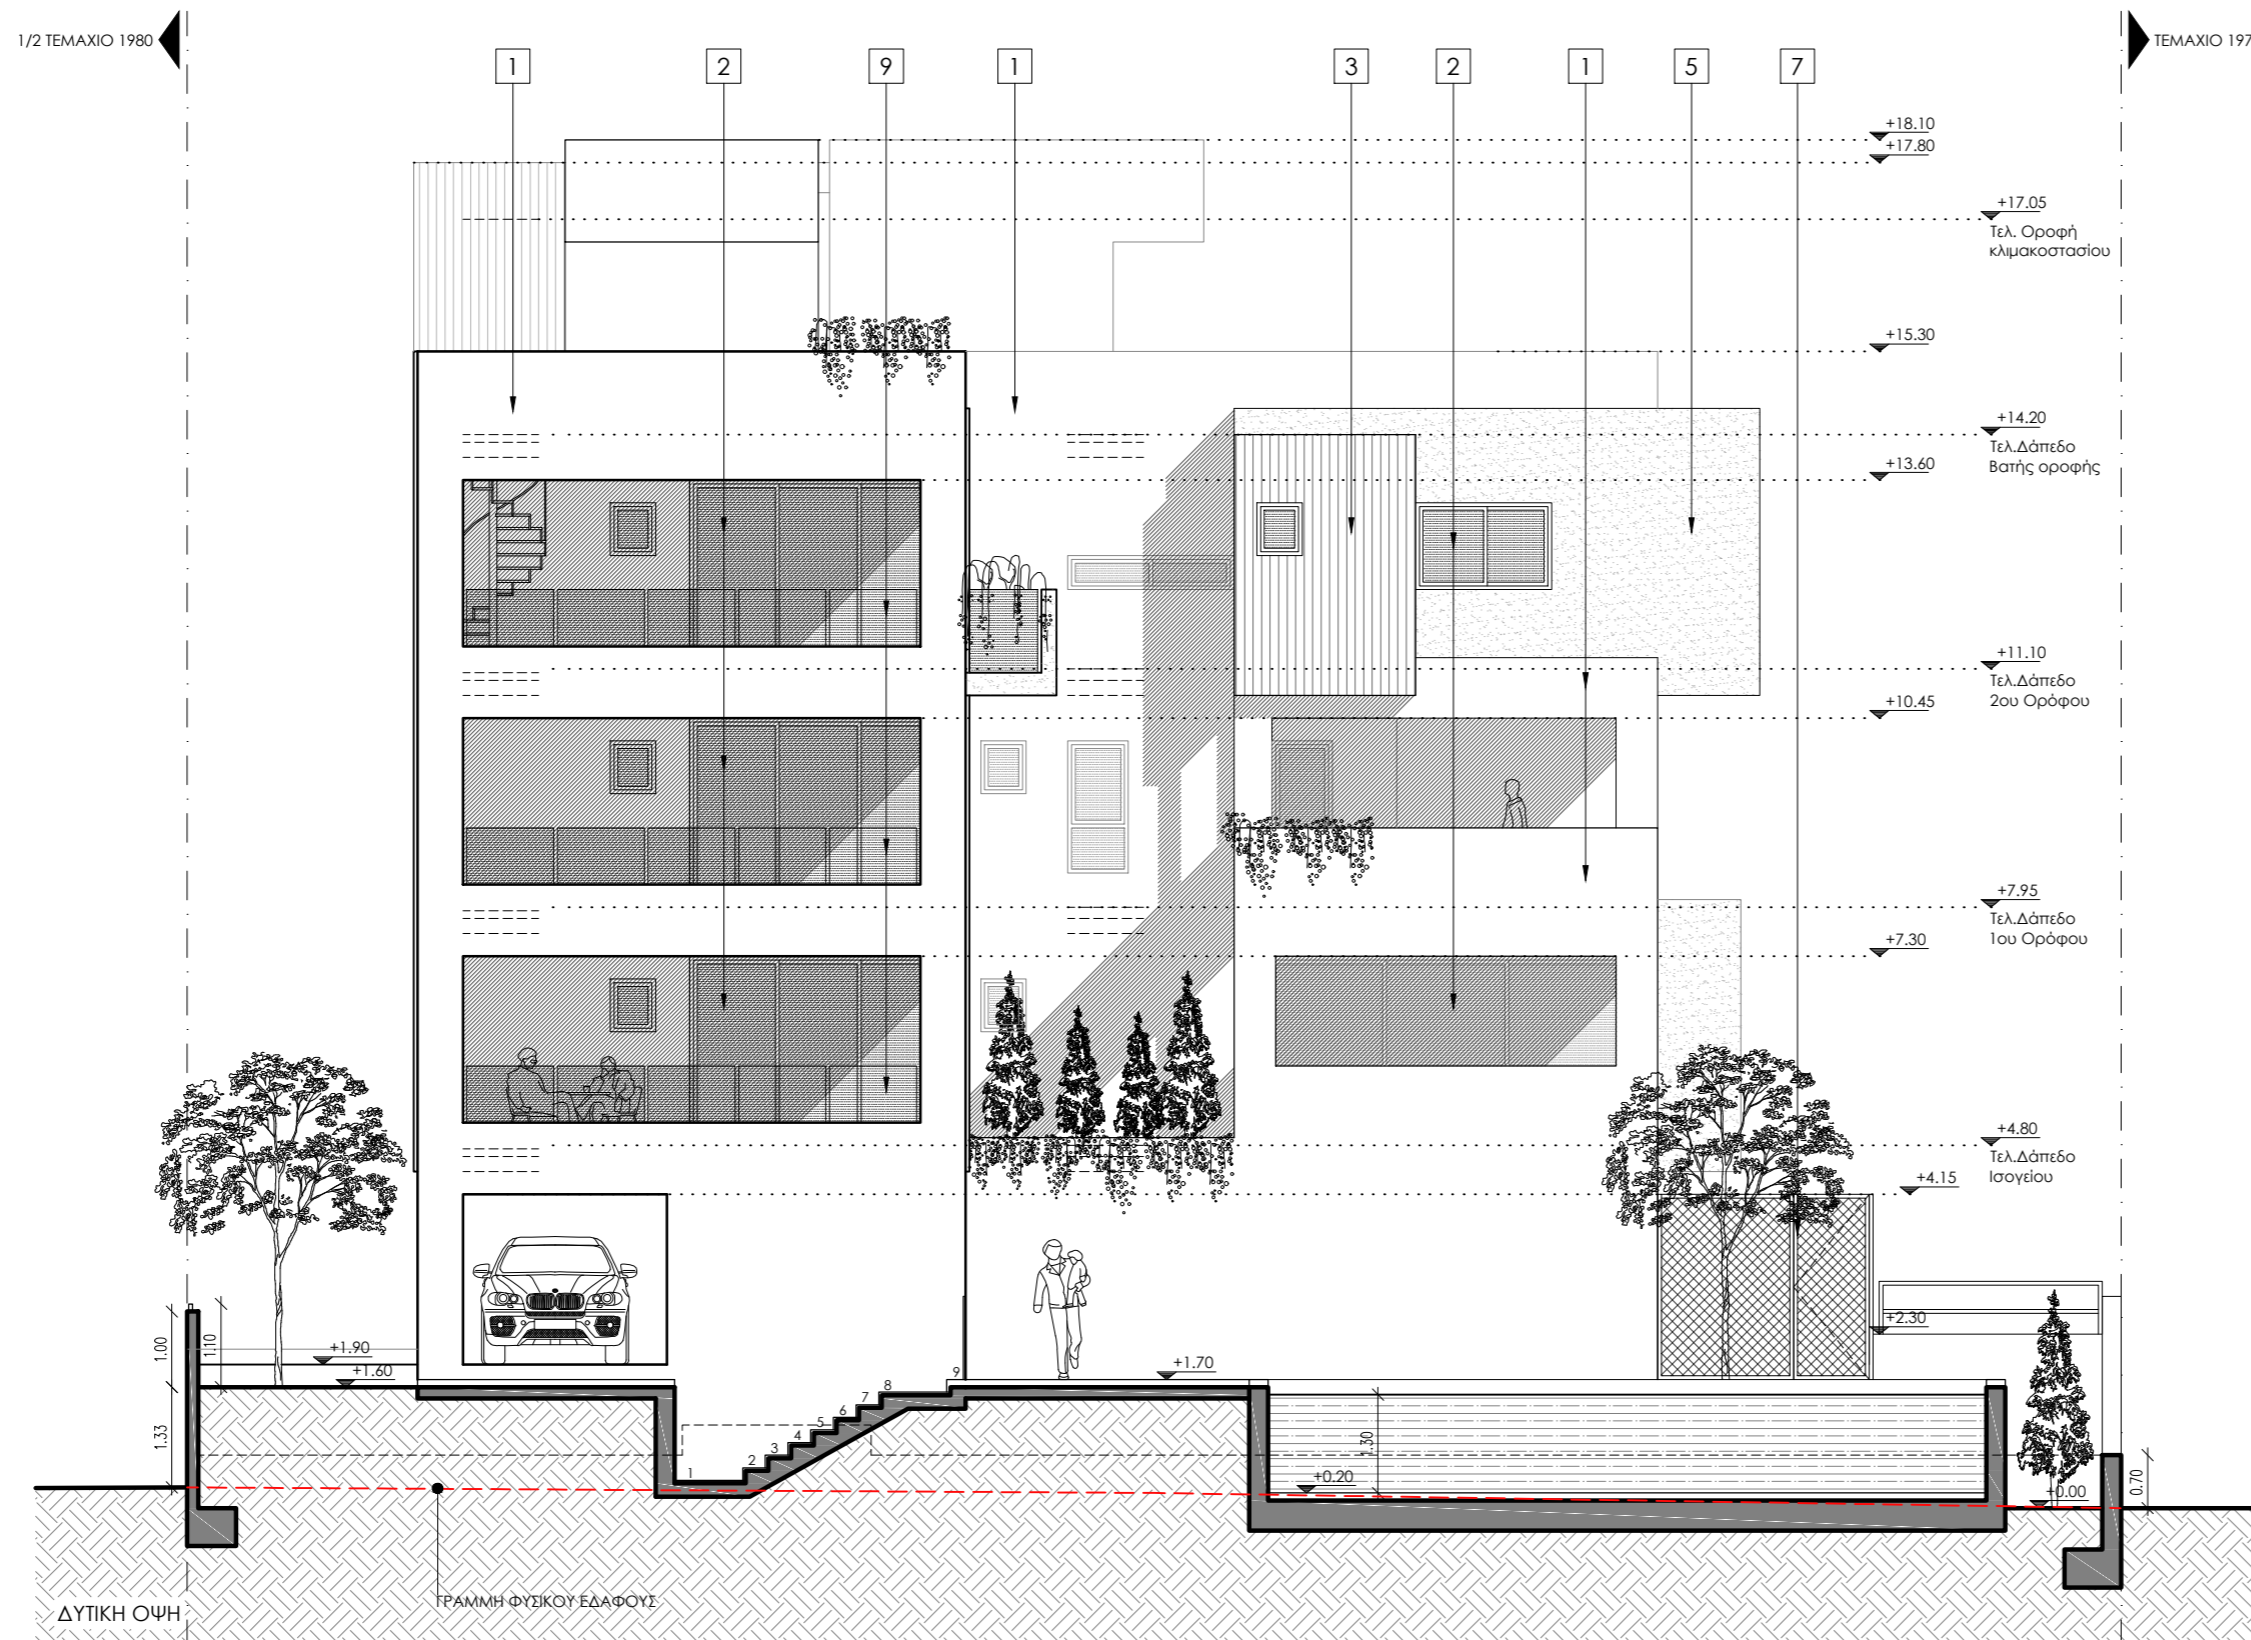 1/2 ΤΕΜΑΧΙΟ 1980
ΤΕΜΑΧΙΟ 197
1
2
9
1
3
2
1
5
7
+18.10
+17.80
+17.05
Τελ. Οροφή
κλιμακοστασίου
+15.30
+14.20
Τελ.Δάπεδο
Βατής οροφής
+13.60
+11.10
Τελ.Δάπεδο
2ου Ορόφου
+10.45
+7.95
Τελ.Δάπεδο
1ου Ορόφου
+7.30
+4.80
Τελ.Δάπεδο
Ισογείου
+4.15
+2.30
1.00
1.10
+1.90
+1.60
+1.70
1.33
1
2
3
4
5
6
7
8
9
1.30
+0.20
+0.00
0.70
ΓΡΑΜΜΗ ΦΥΣΙΚΟΥ ΕΔΑΦΟΥΣ
ΔΥΤΙΚΗ ΟΨΗ